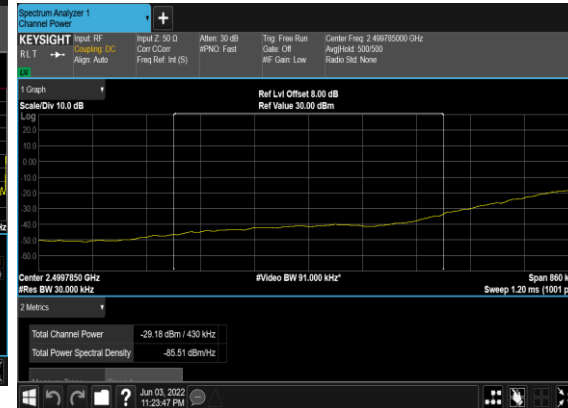 Spectrum Analyzer 1
Channel Power
+
KEYSIGHT Input: RF Input Z: 50 Ω Atten: 30 dB Trig: Free Run Center Freq: 2.499785000 GHz
RLT Coupling: DC Corr CCorr #PNO: Fast Gate: Off Avg|Hold: 500/500
Align: Auto Freq Ref: Int (S) #IF Gain: Low Radio Std: None
1 Graph
Ref Lvl Offset 8.00 dB
Scale/Div 10.0 dB Ref Value 30.00 dBm
Log
20.0
10.0
0.00
-10.0
-20.0
-30.0
-40.0
-50.0
-60.0
Center 2.4997850 GHz #Video BW 91.000 kHz* Span 860 k
#Res BW 30.000 kHz Sweep 1.20 ms (1001 p
2 Metrics
Total Channel Power -29.18 dBm / 430 kHz
Total Power Spectral Density -85.51 dBm/Hz
Jun 03, 2022
11:23:47 PM